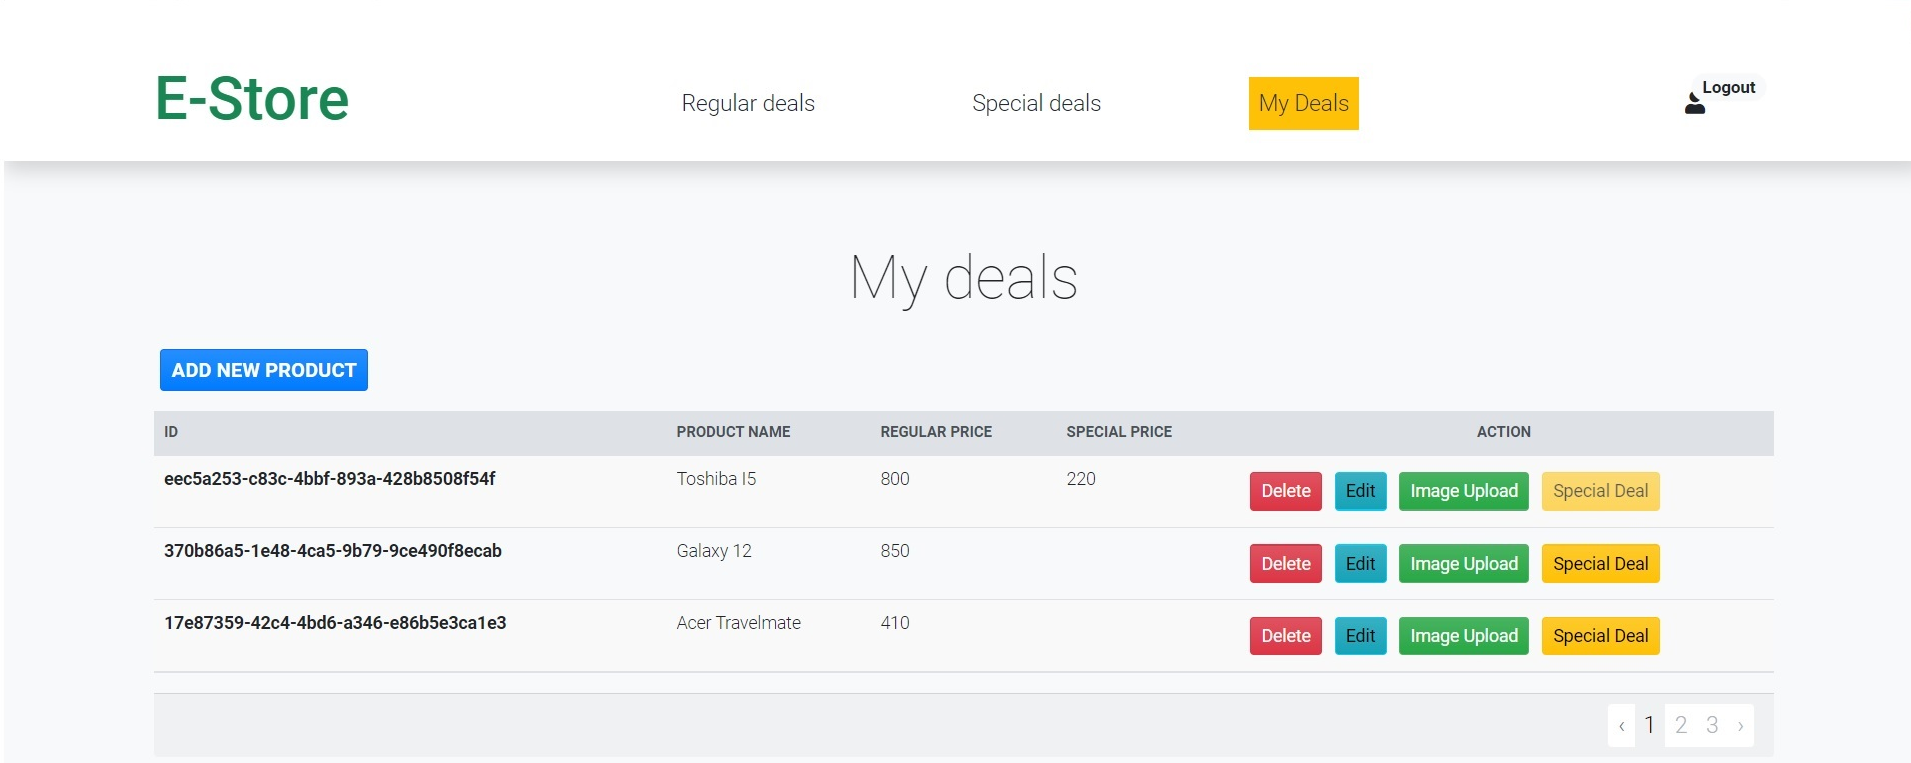 E-Store Regular deals Special deals My Deals Logout
My deals
ADD NEW PRODUCT
ID PRODUCT NAME REGULAR PRICE SPECIAL PRICE ACTION
eec5a253-c83c-4bbf-893a-428b8508f54f Toshiba I5 800 220 Delete Edit Image Upload Special Deal
370b86a5-1e48-4ca5-9b79-9ce490f8ecab Galaxy 12 850 Delete Edit Image Upload Special Deal
17e87359-42c4-4bd6-a346-e86b5e3ca1e3 Acer Travelmate 410 Delete Edit Image Upload Special Deal
‹ 1 2 3 ›